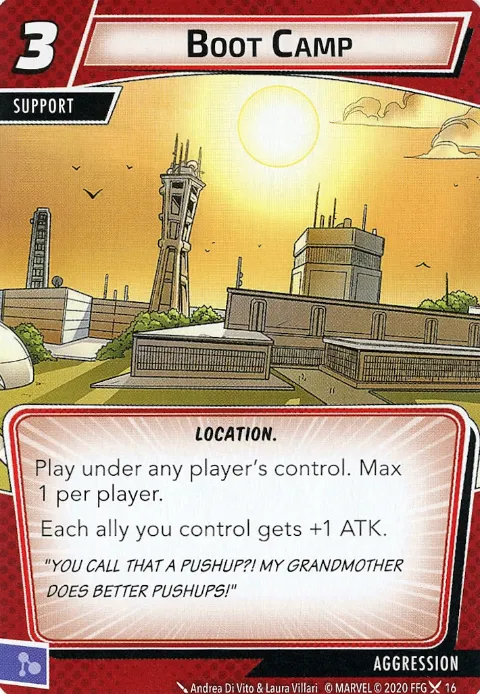 3
BOOT CAMP
SUPPORT
LOCATION.
Play under any player's control. Max
1 per player.
Each ally you control gets +1 ATK.
"YOU CALL THAT A PUSHUP?! MY GRANDMOTHER
DOES BETTER PUSHUPS!"
AGGRESSION
Andrea Di Vito & Laura Villari © MARVEL © 2020 FFG 16